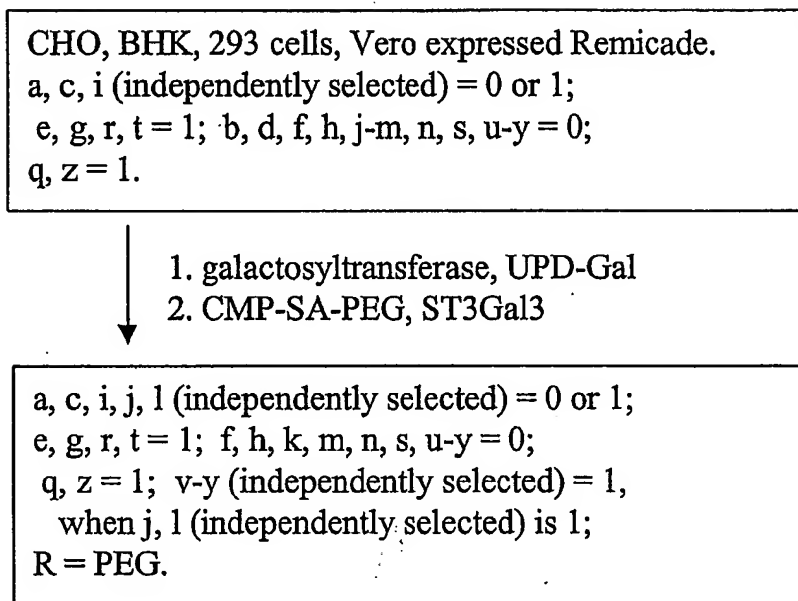 CHO, BHK, 293 cells, Vero expressed Remicade.
a, c, i (independently selected) = 0 or 1;
e, g, r, t = 1; b, d, f, h, j-m, n, s, u-y = 0;
q, z = 1.
1. galactosyltransferase, UPD-Gal
2. CMP-SA-PEG, ST3Gal3
a, c, i, j, l (independently selected) = 0 or 1;
e, g, r, t = 1; f, h, k, m, n, s, u-y = 0;
q, z = 1; v-y (independently selected) = 1,
when j, l (independently selected) is 1;
R = PEG.